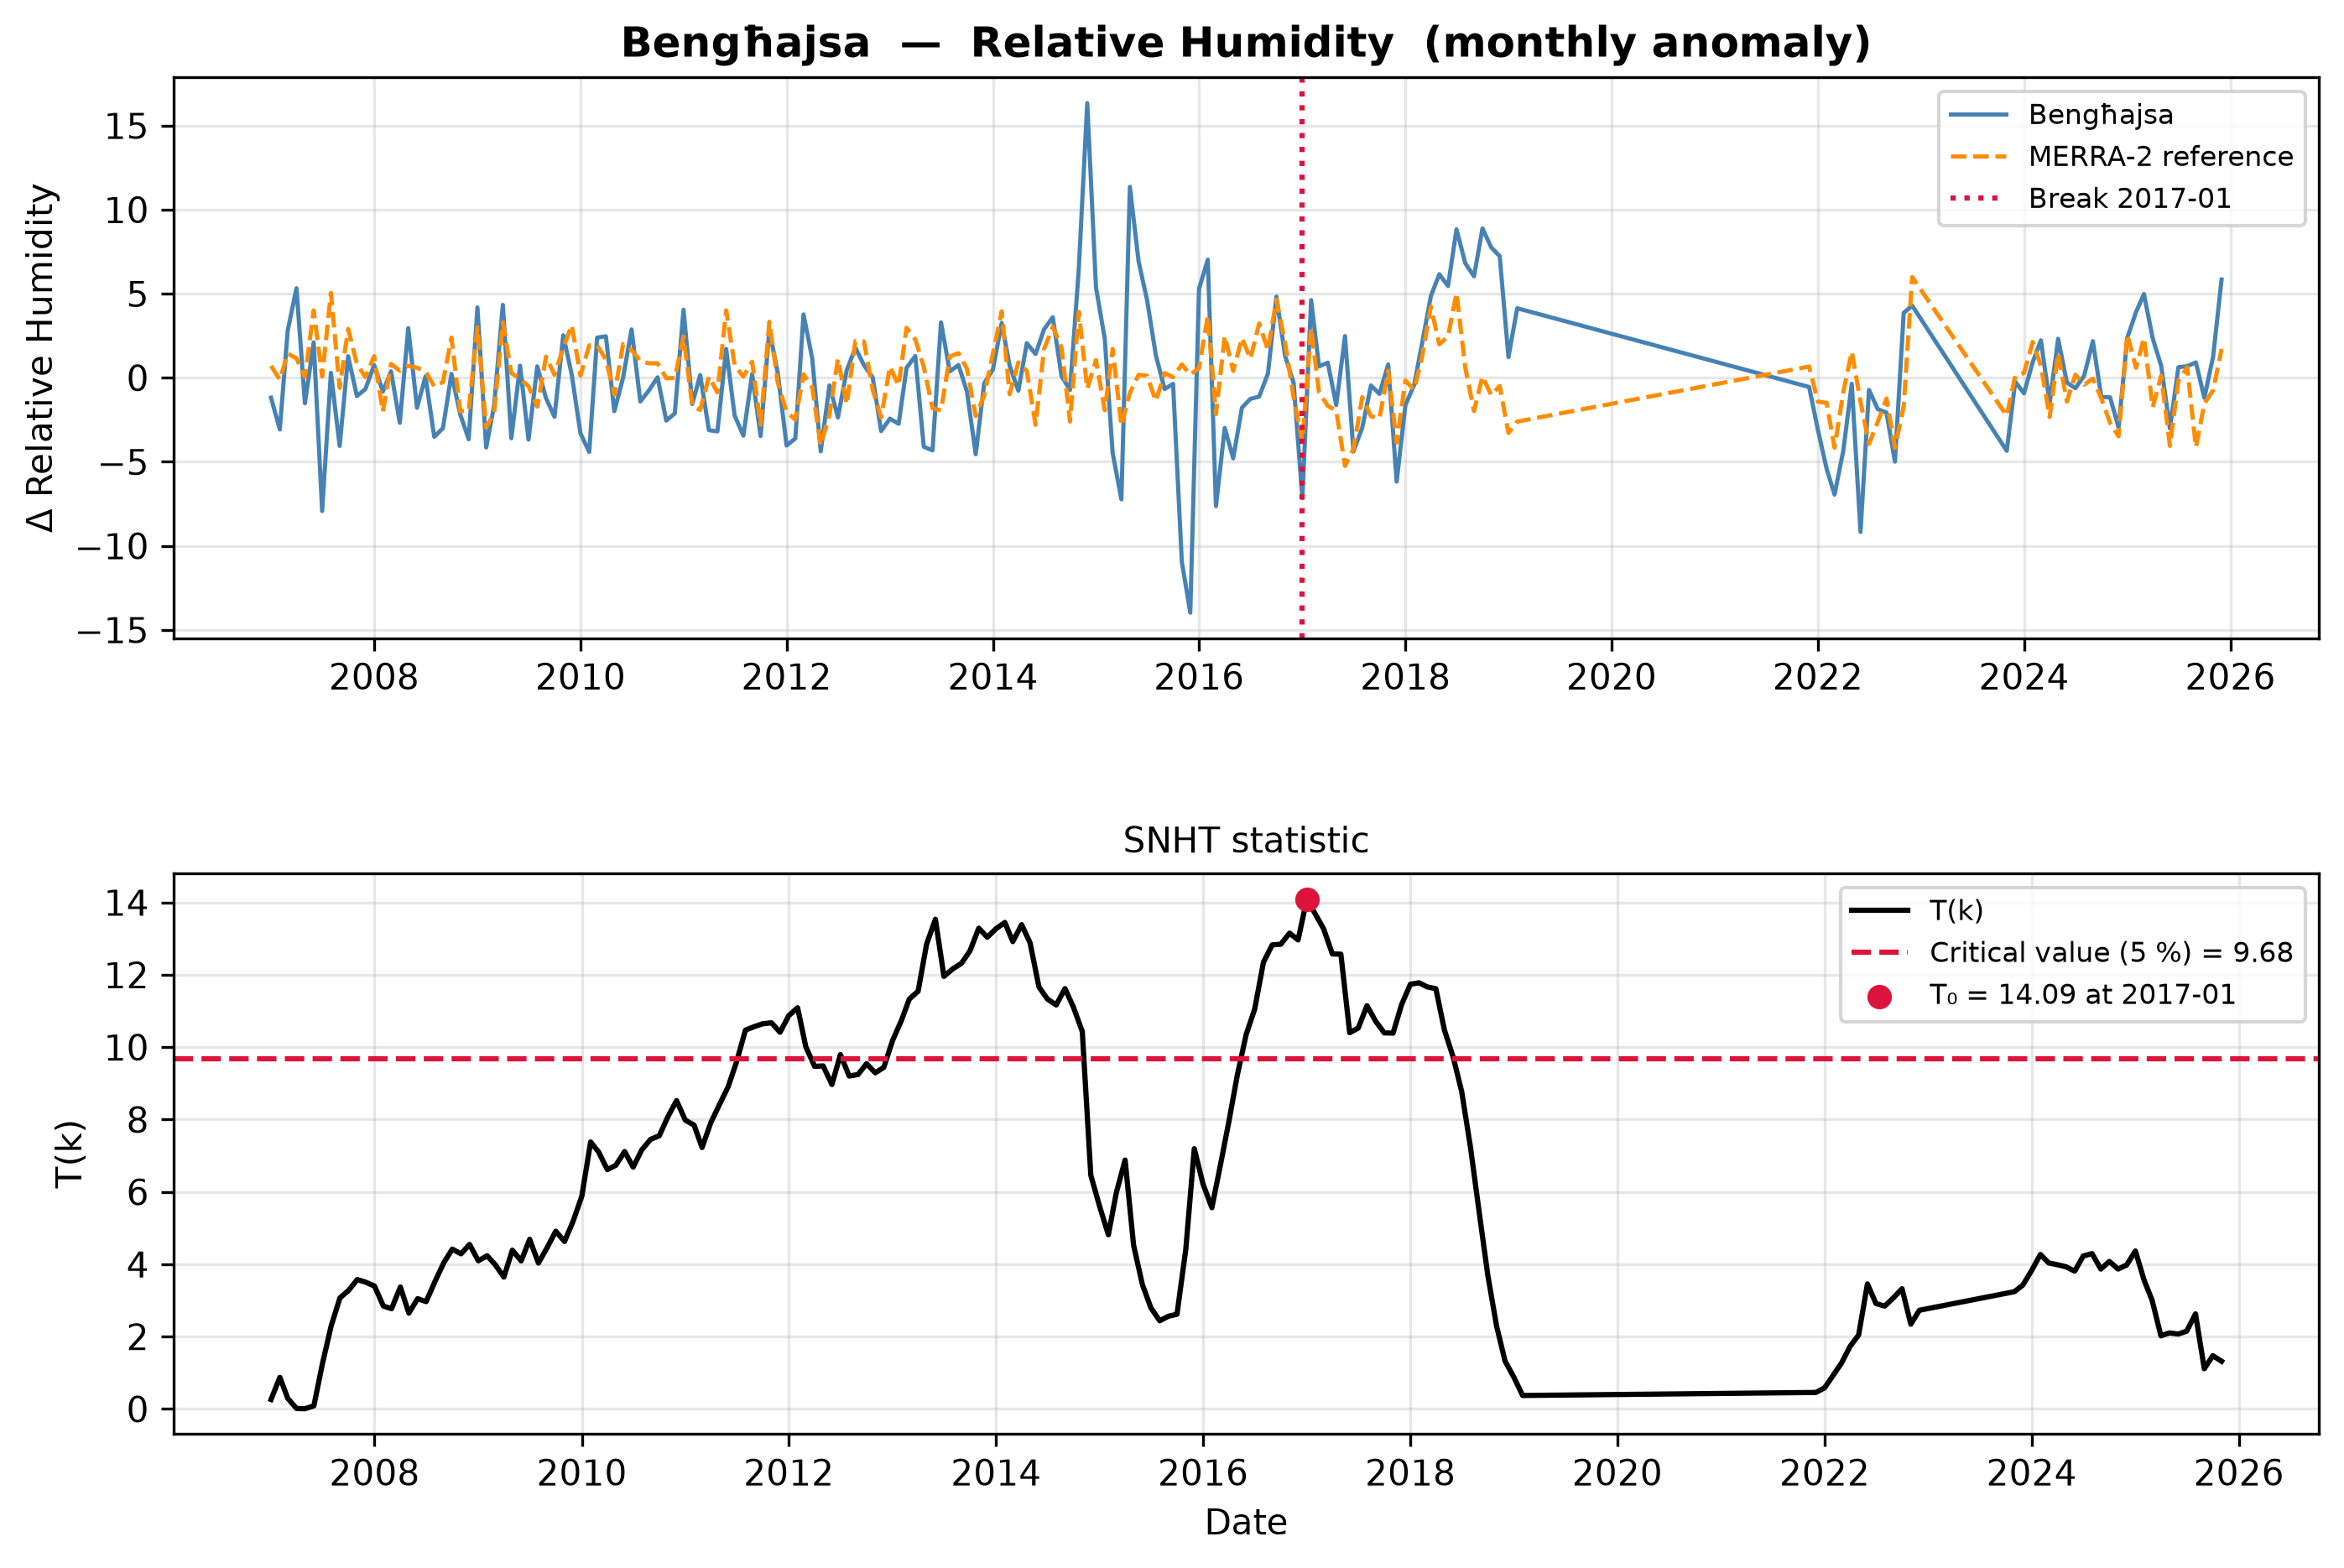 Bengħajsa — Relative Humidity (monthly anomaly)
Δ Relative Humidity
15
10
5
0
−5
−10
−15
Bengħajsa
MERRA-2 reference
Break 2017-01
2008 2010 2012 2014 2016 2018 2020 2022 2024 2026
SNHT statistic
T(k)
14
12
10
8
6
4
2
0
T(k)
Critical value (5 %) = 9.68
T₀ = 14.09 at 2017-01
2008 2010 2012 2014 2016 2018 2020 2022 2024 2026
Date